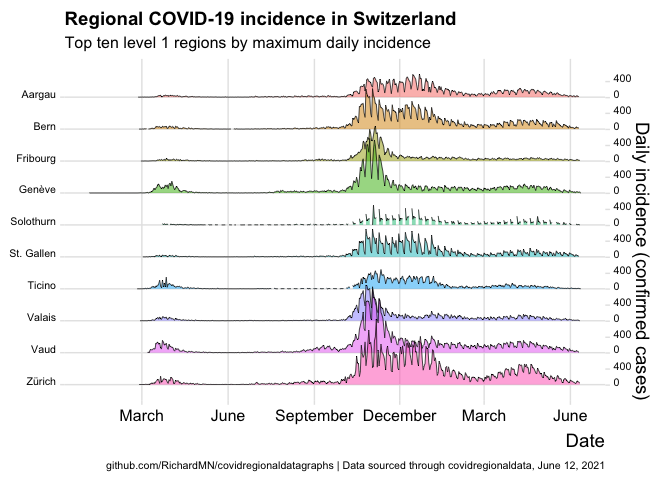 Regional COVID-19 incidence in Switzerland
Top ten level 1 regions by maximum daily incidence
Aargau
Bern
Fribourg
Genève
Solothurn
St. Gallen
Ticino
Valais
Vaud
Zürich
400
0
400
0
400
0
400
0
400
0
400
0
400
0
400
0
400
0
400
0
Daily incidence (confirmed cases)
March June September December March June
Date
github.com/RichardMN/covidregionaldatagraphs | Data sourced through covidregionaldata, June 12, 2021